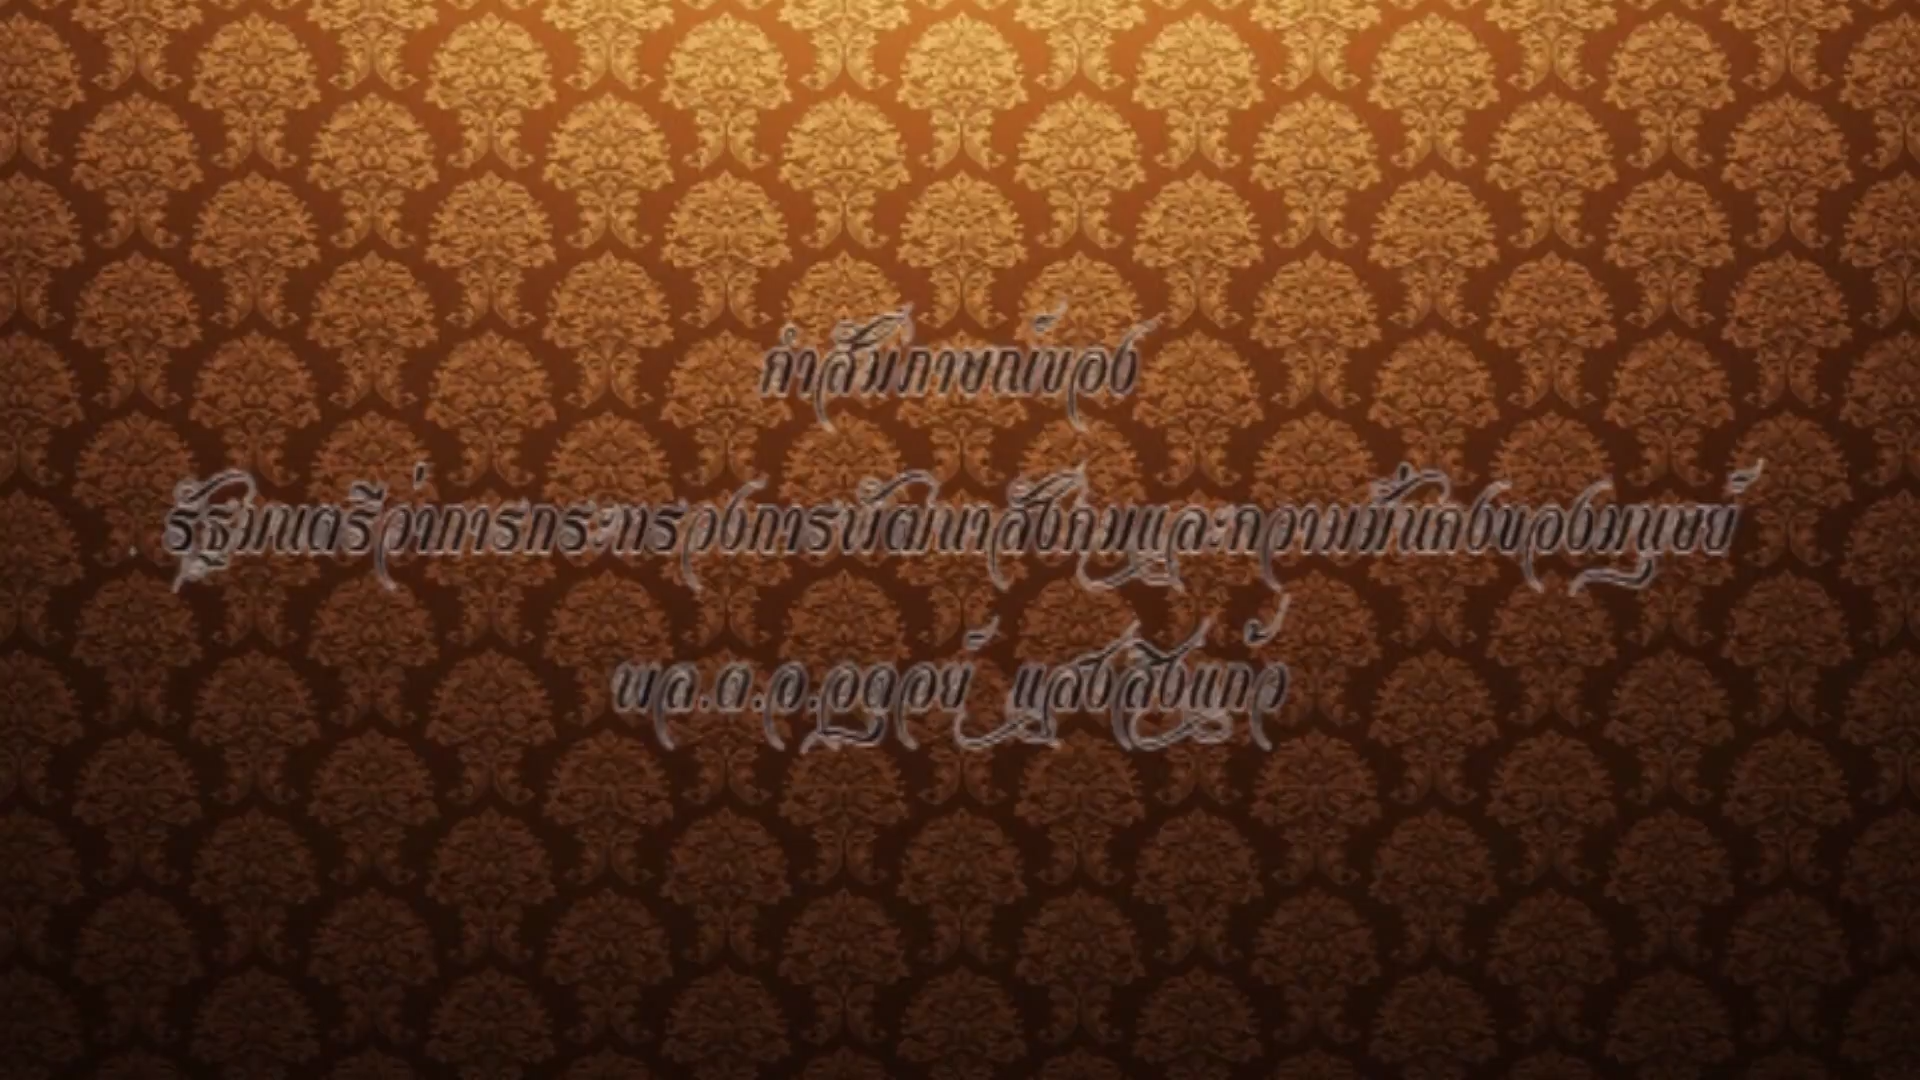 คำสัมภาษณ์ของ
รัฐมนตรีว่าการกระทรวงการพัฒนาสังคมและความมั่นคงของมนุษย์
พล.ต.อ.อดุลย์ แสงสิงแก้ว